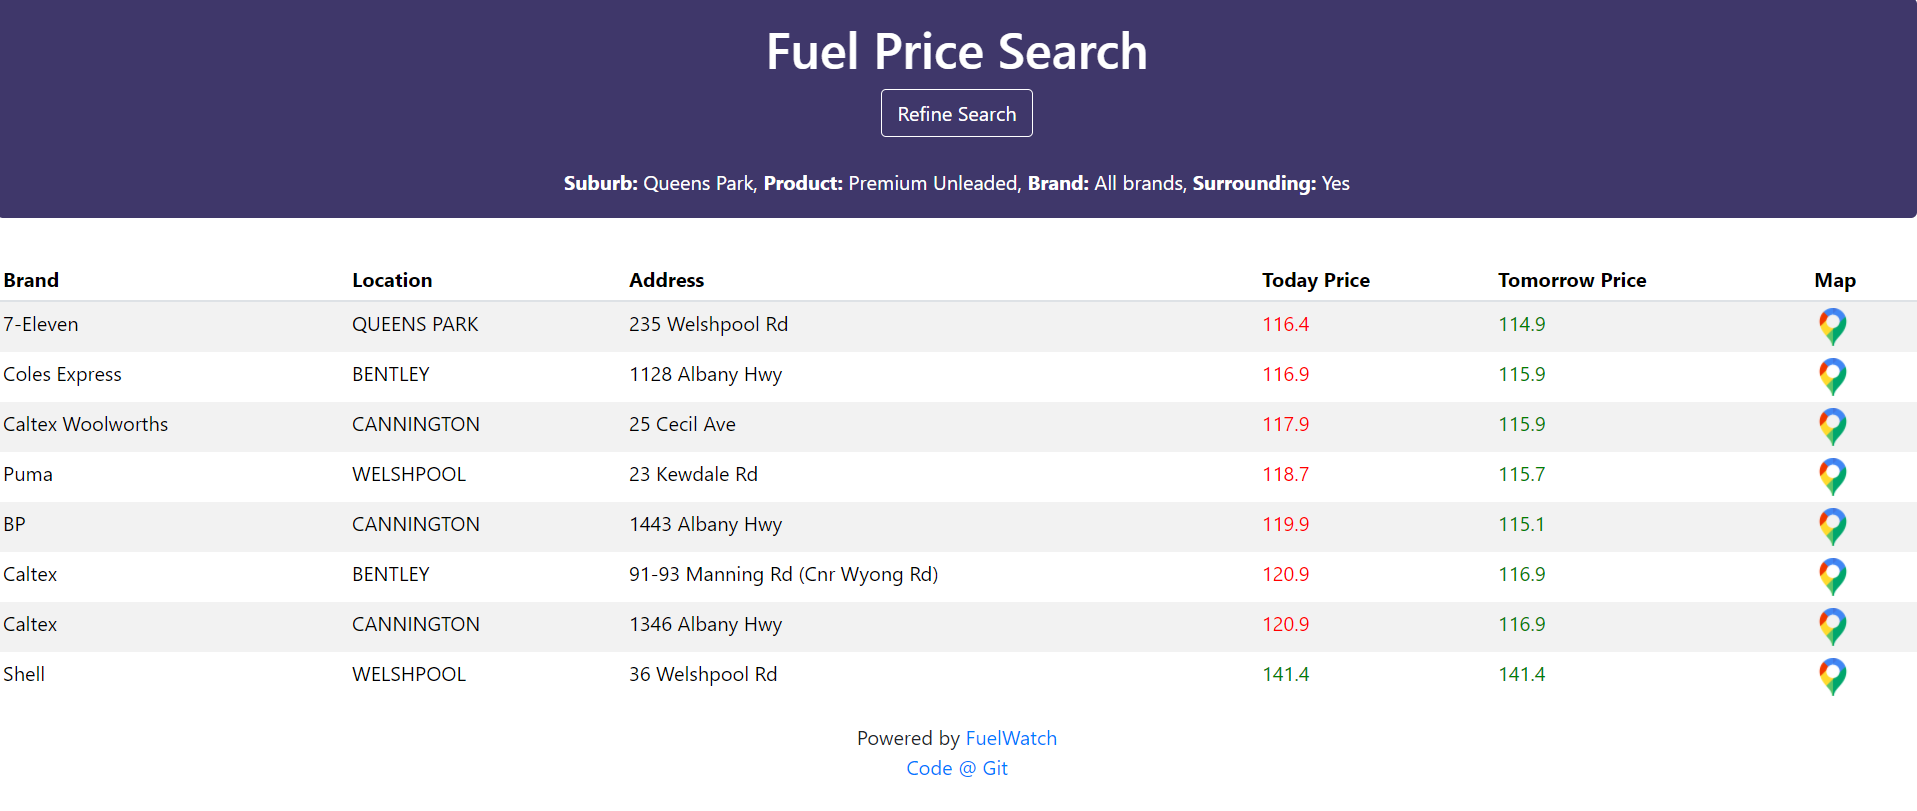 Fuel Price Search
Refine Search
Suburb: Queens Park, Product: Premium Unleaded, Brand: All brands, Surrounding: Yes
Brand Location Address Today Price Tomorrow Price Map
7-Eleven QUEENS PARK 235 Welshpool Rd 116.4 114.9
Coles Express BENTLEY 1128 Albany Hwy 116.9 115.9
Caltex Woolworths CANNINGTON 25 Cecil Ave 117.9 115.9
Puma WELSHPOOL 23 Kewdale Rd 118.7 115.7
BP CANNINGTON 1443 Albany Hwy 119.9 115.1
Caltex BENTLEY 91-93 Manning Rd (Cnr Wyong Rd) 120.9 116.9
Caltex CANNINGTON 1346 Albany Hwy 120.9 116.9
Shell WELSHPOOL 36 Welshpool Rd 141.4 141.4
Powered by FuelWatch
Code @ Git